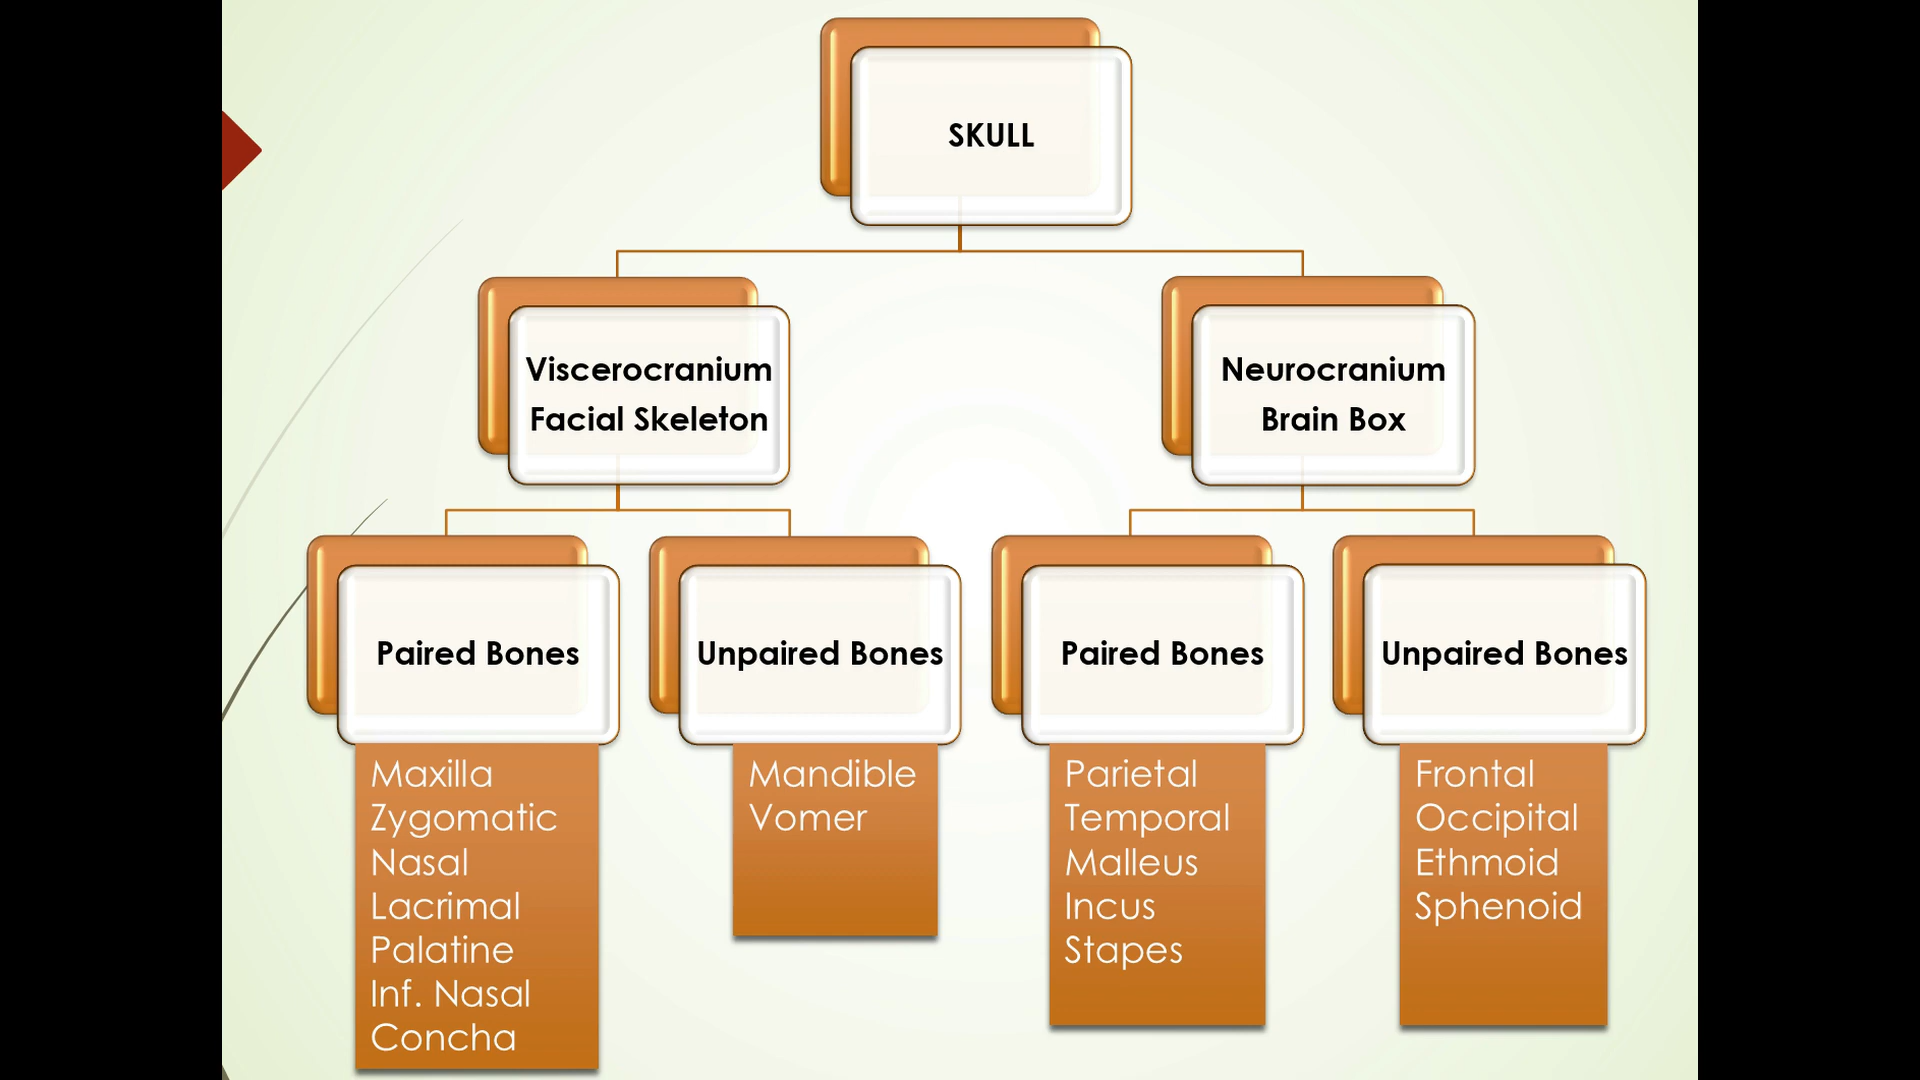 SKULL
Viscerocranium
Facial Skeleton
Neurocranium
Brain Box
Paired Bones
Unpaired Bones
Paired Bones
Unpaired Bones
Maxilla
Zygomatic
Nasal
Lacrimal
Palatine
Inf. Nasal
Concha
Mandible
Vomer
Parietal
Temporal
Malleus
Incus
Stapes
Frontal
Occipital
Ethmoid
Sphenoid